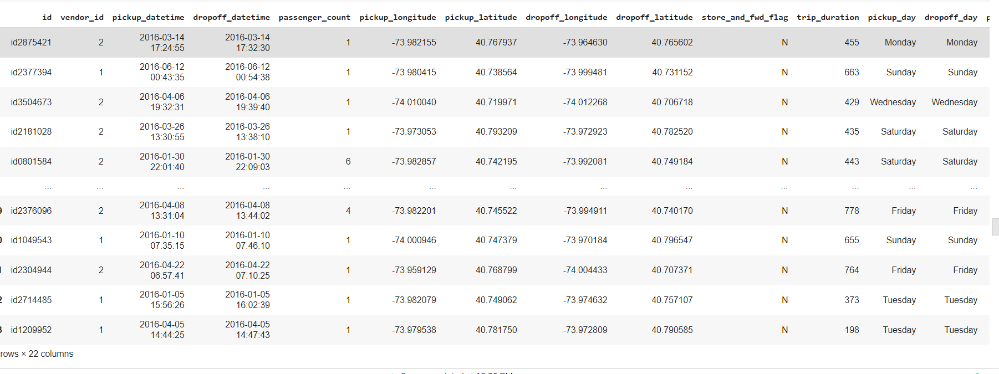 id vendor_id pickup_datetime dropoff_datetime passenger_count pickup_longitude pickup_latitude dropoff_longitude dropoff_latitude store_and_fwd_flag trip_duration pickup_day dropoff_day
id2875421 2 2016-03-14 17:24:55 2016-03-14 17:32:30 1 -73.982155 40.767937 -73.964630 40.765602 N 455 Monday Monday
id2377394 1 2016-06-12 00:43:35 2016-06-12 00:54:38 1 -73.980415 40.738564 -73.999481 40.731152 N 663 Sunday Sunday
id3504673 2 2016-04-06 19:32:31 2016-04-06 19:39:40 1 -74.010040 40.719971 -74.012268 40.706718 N 429 Wednesday Wednesday
id2181028 2 2016-03-26 13:30:55 2016-03-26 13:38:10 1 -73.973053 40.793209 -73.972923 40.782520 N 435 Saturday Saturday
id0801584 2 2016-01-30 22:01:40 2016-01-30 22:09:03 6 -73.982857 40.742195 -73.992081 40.749184 N 443 Saturday Saturday
... ... ... ... ... ... ... ... ... ... ... ... ...
id2376096 2 2016-04-08 13:31:04 2016-04-08 13:44:02 4 -73.982201 40.745522 -73.994911 40.740170 N 778 Friday Friday
id1049543 1 2016-01-10 07:35:15 2016-01-10 07:46:10 1 -74.000946 40.747379 -73.970184 40.796547 N 655 Sunday Sunday
id2304944 2 2016-04-22 06:57:41 2016-04-22 07:10:25 1 -73.959129 40.768799 -74.004433 40.707371 N 764 Friday Friday
id2714485 1 2016-01-05 15:56:26 2016-01-05 16:02:39 1 -73.982079 40.749062 -73.974632 40.757107 N 373 Tuesday Tuesday
id1209952 1 2016-04-05 14:44:25 2016-04-05 14:47:43 1 -73.979538 40.781750 -73.972809 40.790585 N 198 Tuesday Tuesday
rows × 22 columns